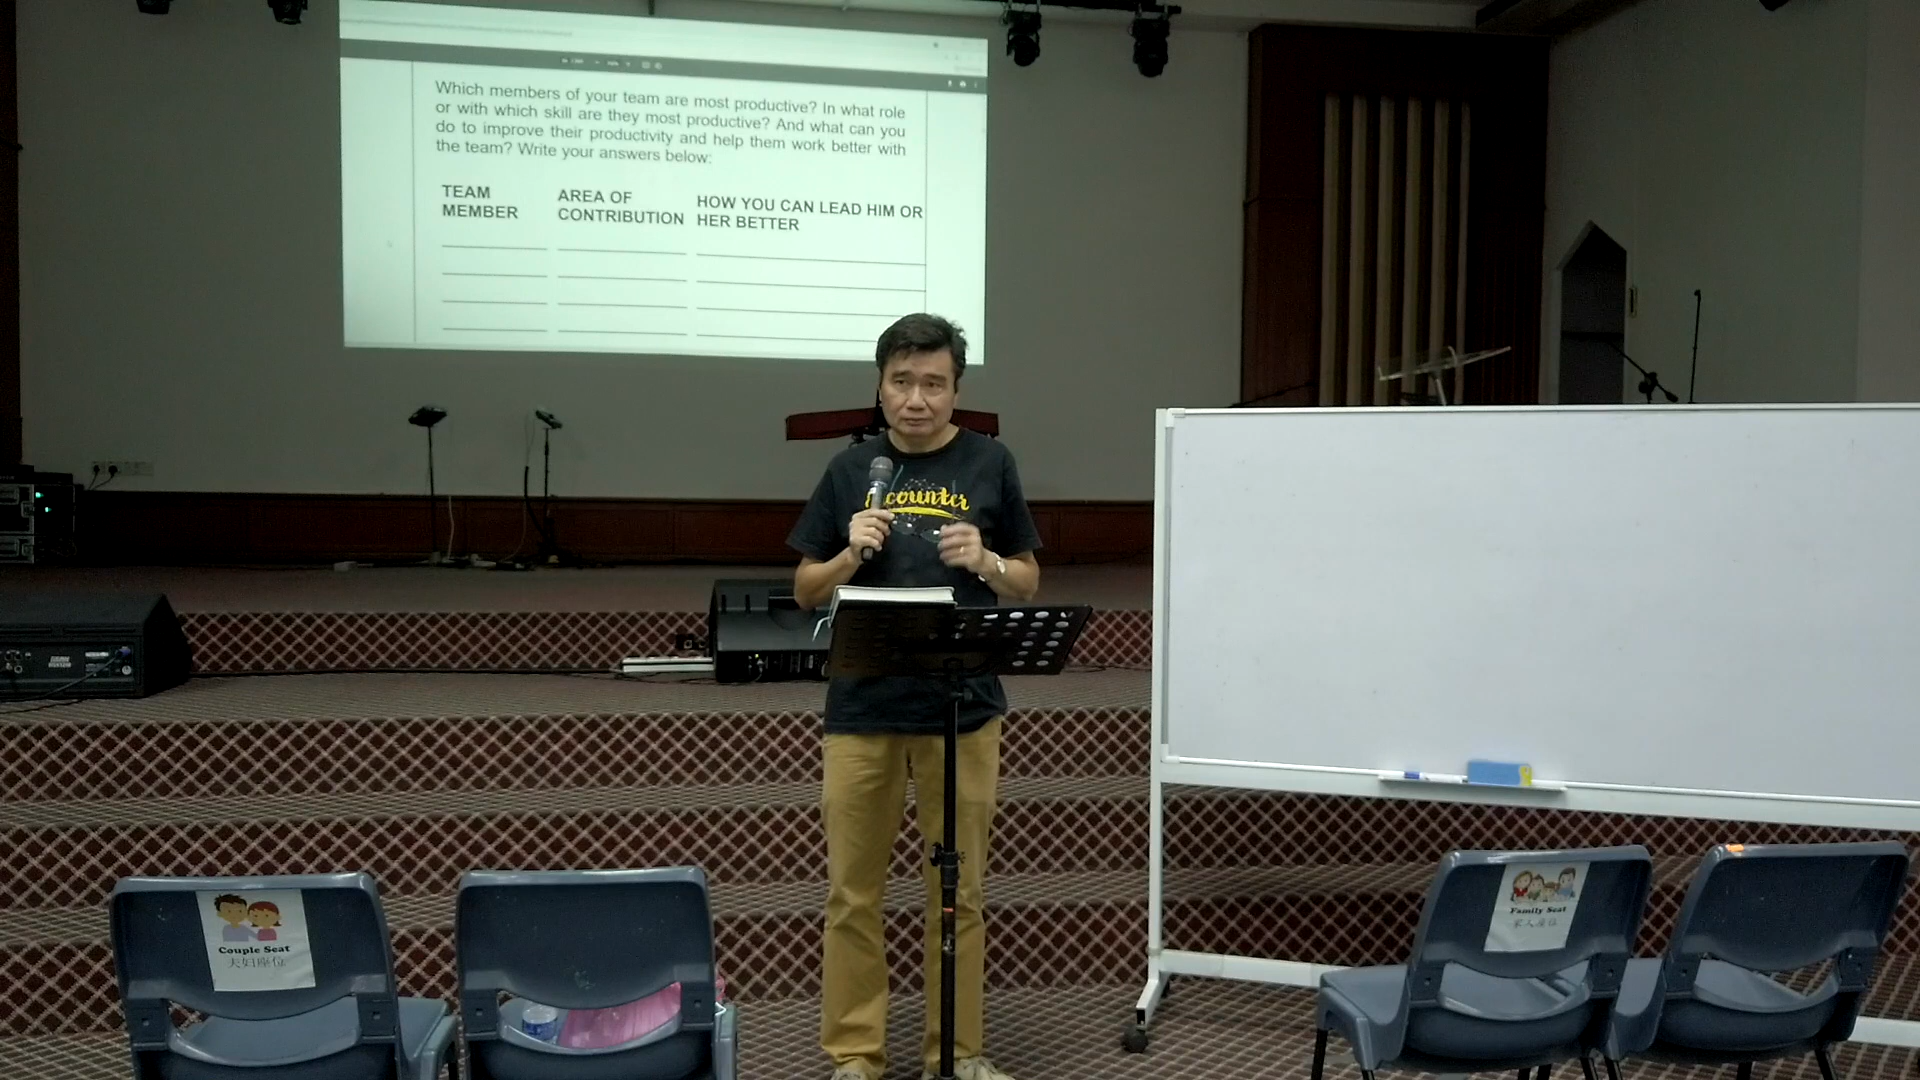 Which members of your team are most productive? In what role
or with which skill are they most productive? And what can you
do to improve their productivity and help them work better with
the team? Write your answers below:
TEAM
MEMBER
AREA OF
CONTRIBUTION
HOW YOU CAN LEAD HIM OR
HER BETTER
counter
Couple Seat
夫妇座位
Family Seat
家人座位